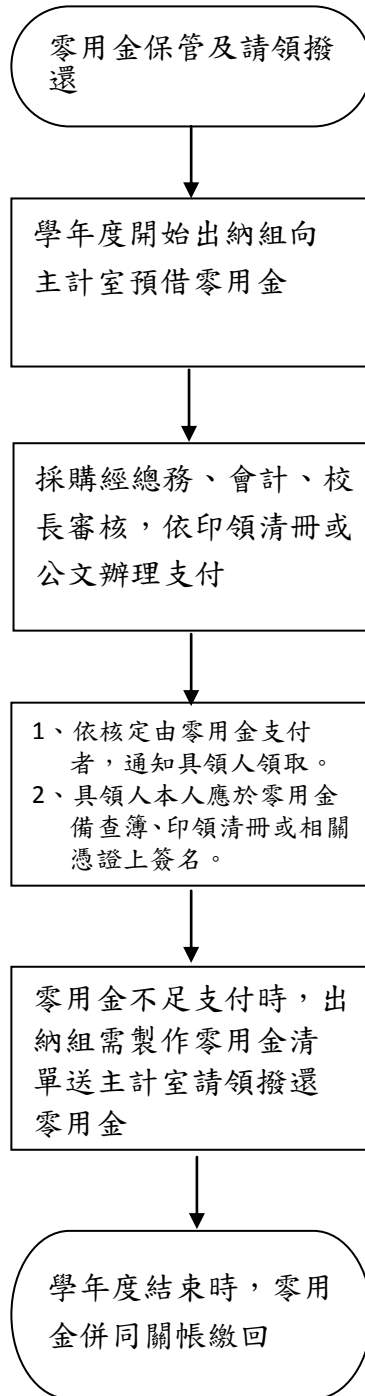 零用金保管及請領撥
還
學年度開始出納組向
主計室預借零用金
採購經總務、會計、校
長審核，依印領清冊或
公文辦理支付
1、依核定由零用金支付
者，通知具領人領取。
2、具領人本人應於零用金
備查簿、印領清冊或相關
憑證上簽名。
零用金不足支付時，出
納組需製作零用金清
單送主計室請領撥還
零用金
學年度結束時，零用
金併同關帳繳回